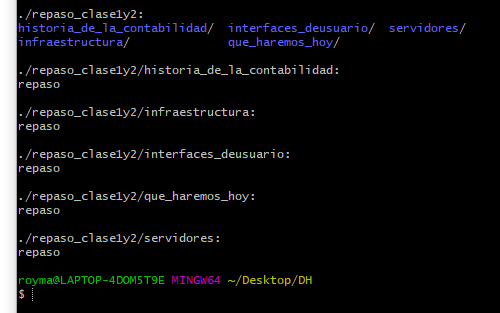 ./repaso_clase1y2:
historia_de_la_contabilidad/  interfaces_deusuario/  servidores/
infraestructura/              que_haremos_hoy/
./repaso_clase1y2/historia_de_la_contabilidad:
repaso
./repaso_clase1y2/infraestructura:
repaso
./repaso_clase1y2/interfaces_deusuario:
repaso
./repaso_clase1y2/que_haremos_hoy:
repaso
./repaso_clase1y2/servidores:
repaso
royma@LAPTOP-4DOM5T9E MINGW64 ~/Desktop/DH
$